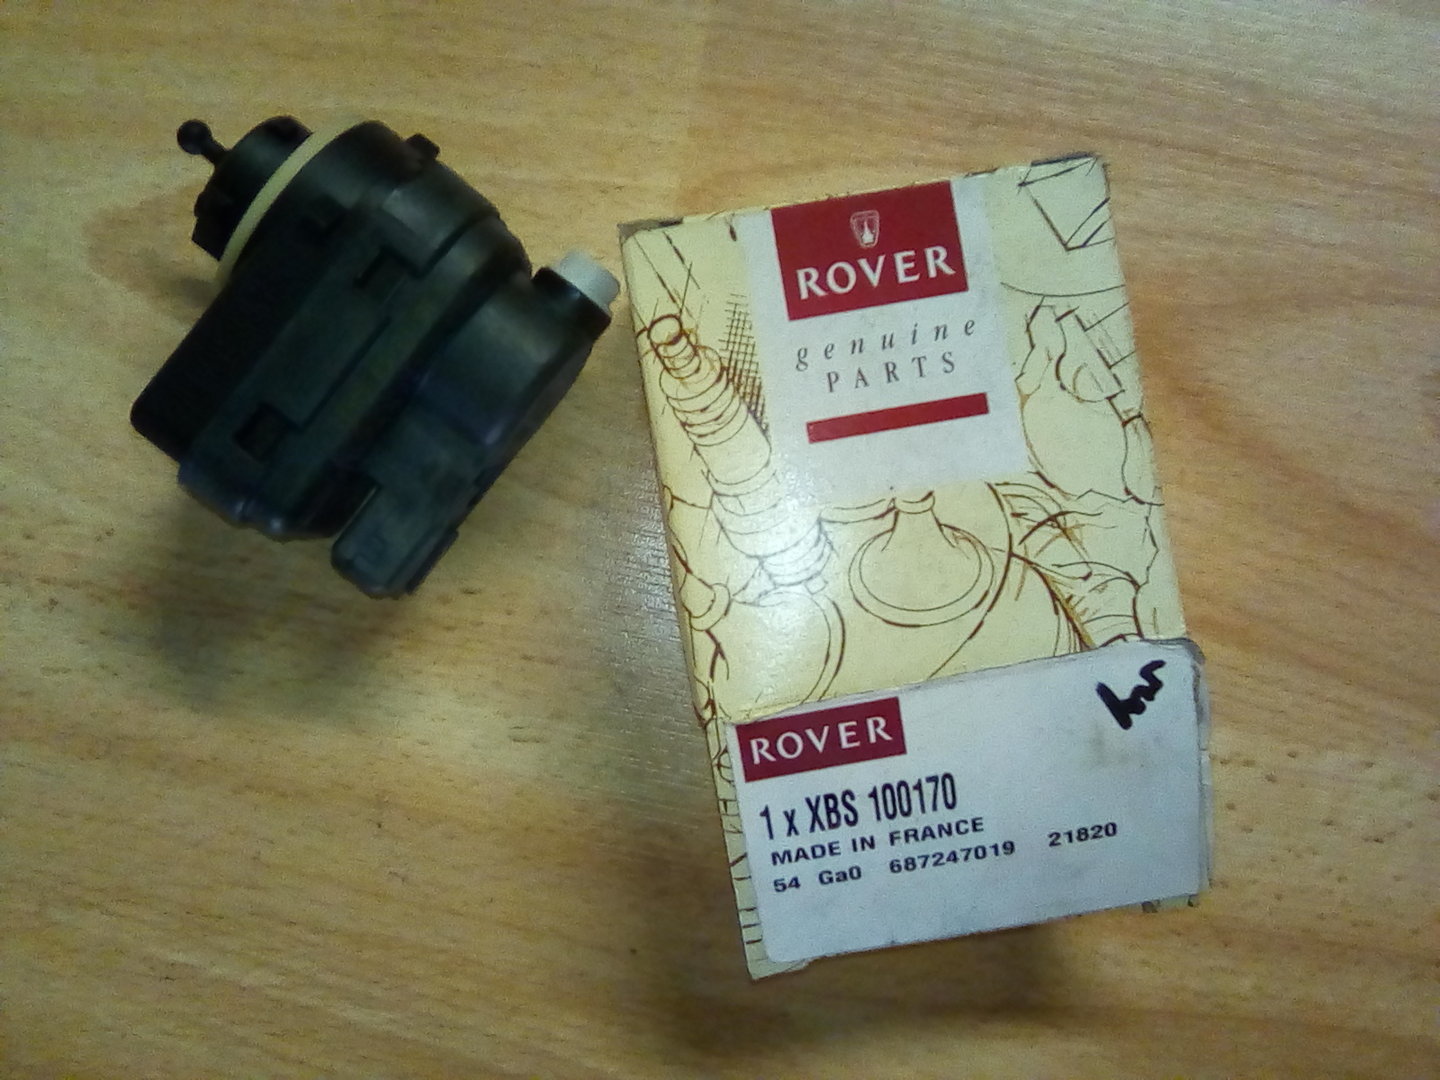 ROVER
genuine
PARTS
ROVER
1 x XBS 100170
MADE IN FRANCE
54 Ga0 687247019 21820